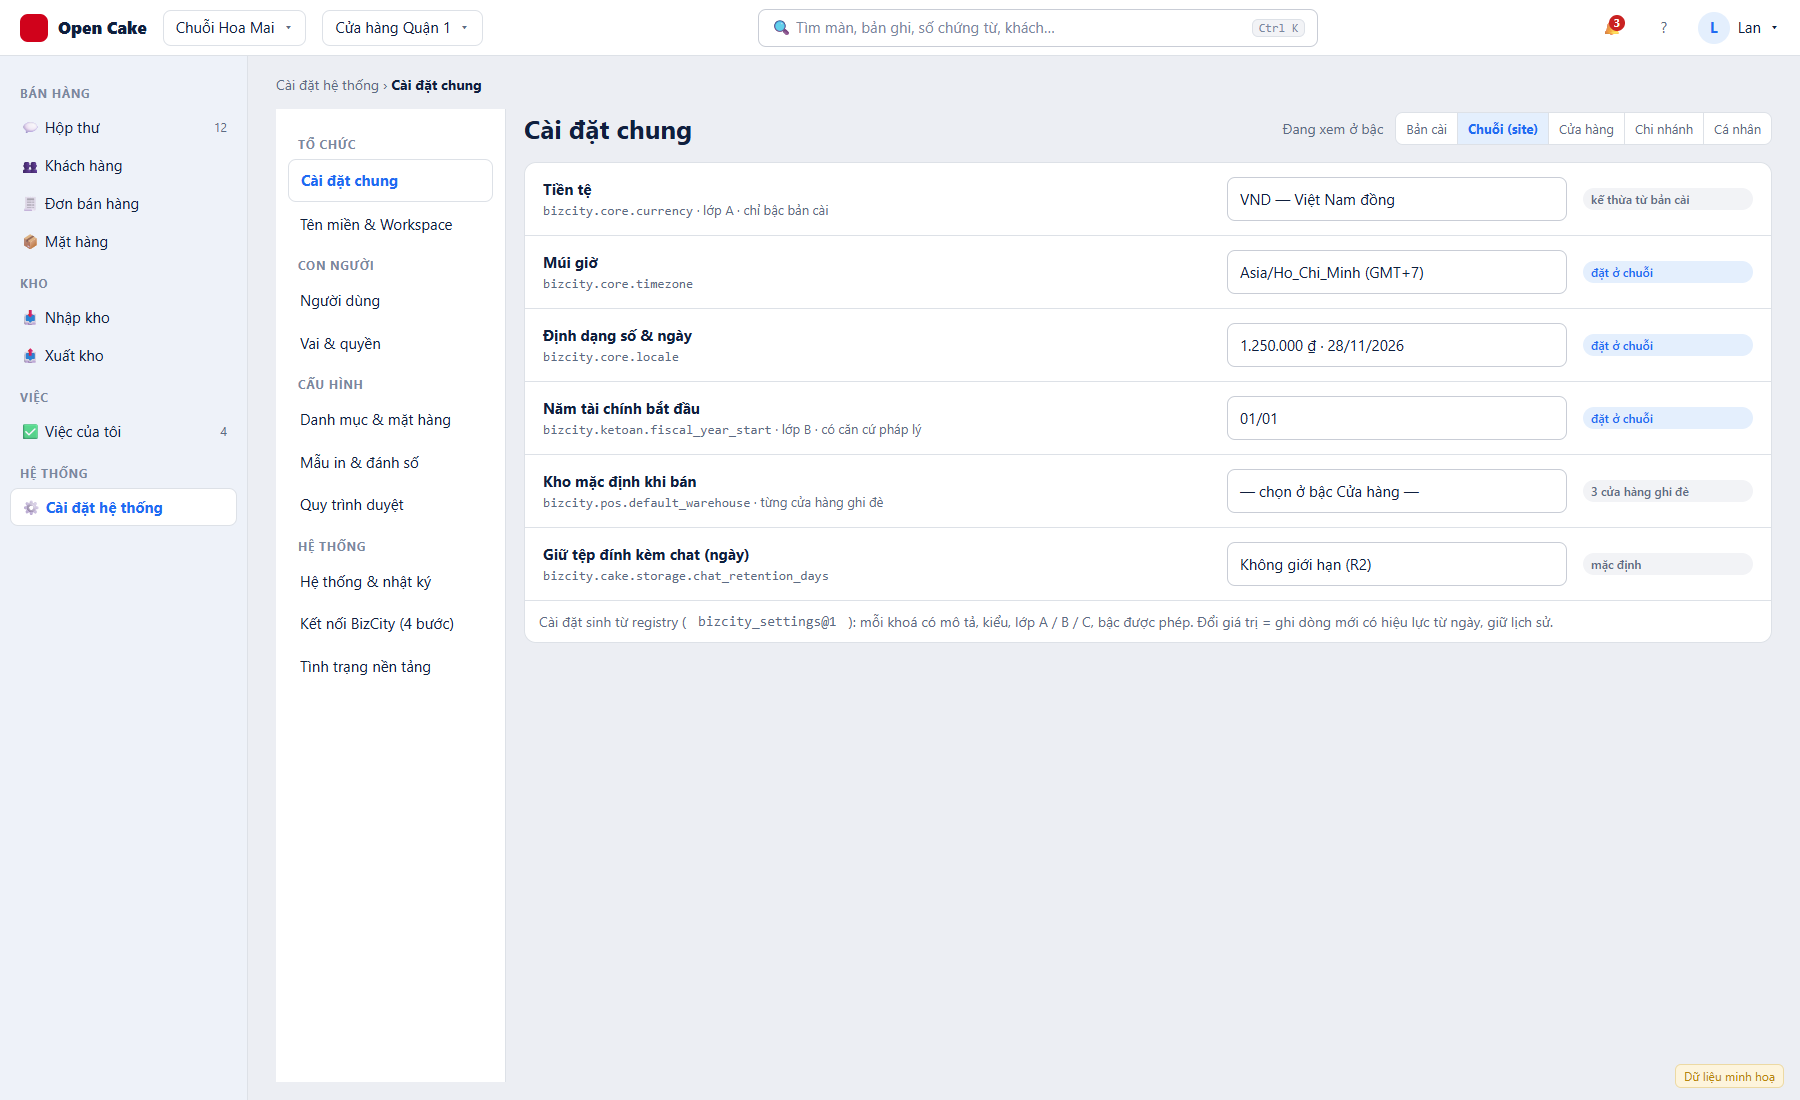 Open Cake
Chuỗi Hoa Mai
Cửa hàng Quận 1
Tìm màn, bản ghi, số chứng từ, khách...
Ctrl K
3
?
L
Lan
BÁN HÀNG
Hộp thư
12
Khách hàng
Đơn bán hàng
Mặt hàng
KHO
Nhập kho
Xuất kho
VIỆC
Việc của tôi
4
HỆ THỐNG
Cài đặt hệ thống
Cài đặt hệ thống › Cài đặt chung
TỔ CHỨC
Cài đặt chung
Tên miền & Workspace
CON NGƯỜI
Người dùng
Vai & quyền
CẤU HÌNH
Danh mục & mặt hàng
Mẫu in & đánh số
Quy trình duyệt
HỆ THỐNG
Hệ thống & nhật ký
Kết nối BizCity (4 bước)
Tình trạng nền tảng
Cài đặt chung
Đang xem ở bậc
Bản cài
Chuỗi (site)
Cửa hàng
Chi nhánh
Cá nhân
Tiền tệ
bizcity.core.currency · lớp A · chỉ bậc bản cài
VND — Việt Nam đồng
kế thừa từ bản cài
Múi giờ
bizcity.core.timezone
Asia/Ho_Chi_Minh (GMT+7)
đặt ở chuỗi
Định dạng số & ngày
bizcity.core.locale
1.250.000 ₫ · 28/11/2026
đặt ở chuỗi
Năm tài chính bắt đầu
bizcity.ketoan.fiscal_year_start · lớp B · có căn cứ pháp lý
01/01
đặt ở chuỗi
Kho mặc định khi bán
bizcity.pos.default_warehouse · từng cửa hàng ghi đè
— chọn ở bậc Cửa hàng —
3 cửa hàng ghi đè
Giữ tệp đính kèm chat (ngày)
bizcity.cake.storage.chat_retention_days
Không giới hạn (R2)
mặc định
Cài đặt sinh từ registry ( bizcity_settings@1 ): mỗi khoá có mô tả, kiểu, lớp A / B / C, bậc được phép. Đổi giá trị = ghi dòng mới có hiệu lực từ ngày, giữ lịch sử.
Dữ liệu minh hoạ